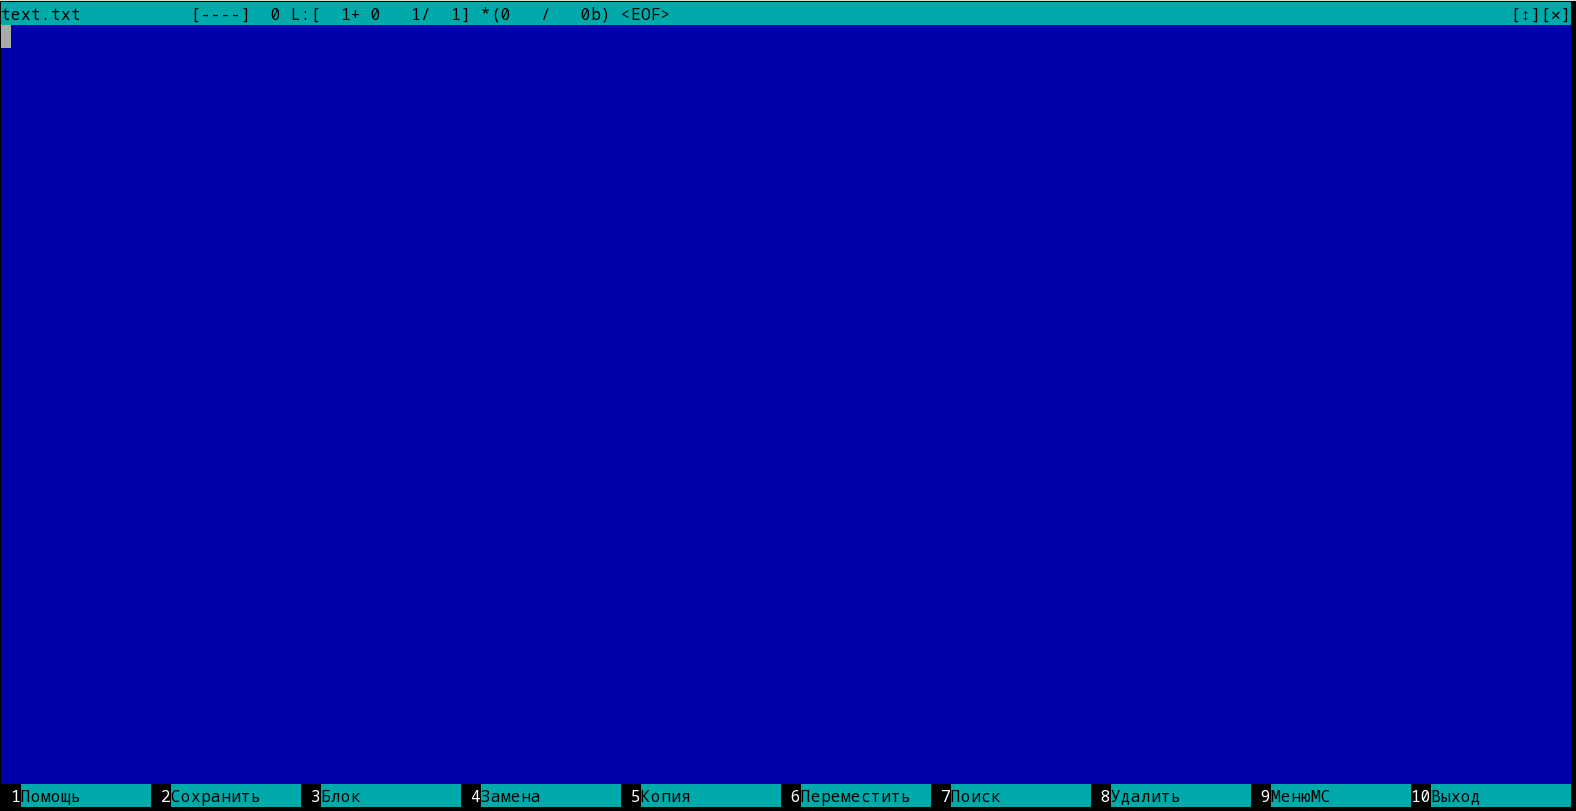 text.txt [----] 0 L:[ 1+ 0 1/ 1] *(0 / 0b) <EOF> [↕][×]
1Помощь 2Сохранить 3Блок 4Замена 5Копия 6Переместить 7Поиск 8Удалить 9МенюMC 10Выход